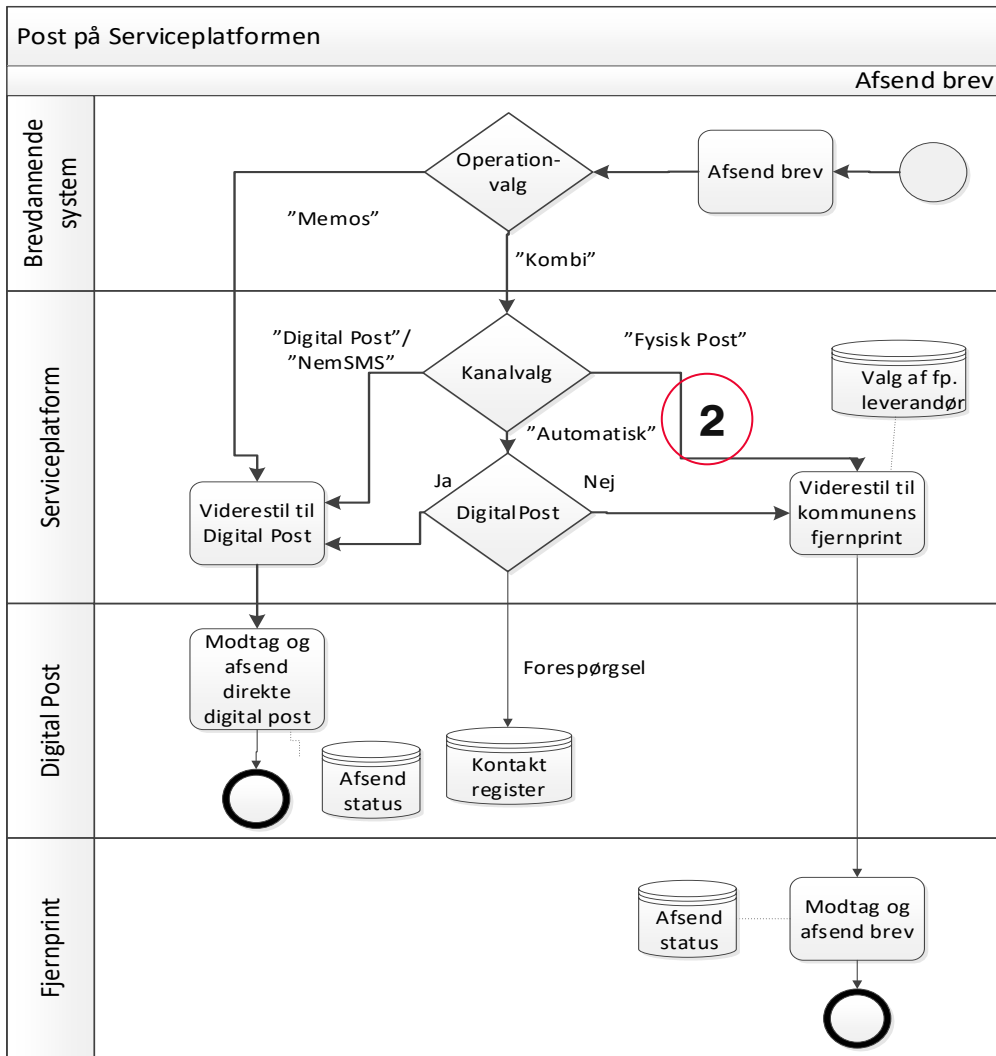 Post på Serviceplatformen
Afsend brev
Brevdannende
system
Operation-
valg
Afsend brev
”Memos”
”Kombi”
Serviceplatform
”Digital Post”/
”NemSMS”
Kanalvalg
”Fysisk Post”
Valg af fp.
leverandør
2
”Automatisk”
Ja
Nej
Viderestil til
Digital Post
DigitalPost
Viderestil til
kommunens
fjernprint
Digital Post
Modtag og
afsend
direkte
digital post
Forespørgsel
Afsend
status
Kontakt
register
Fjernprint
Afsend
status
Modtag og
afsend brev